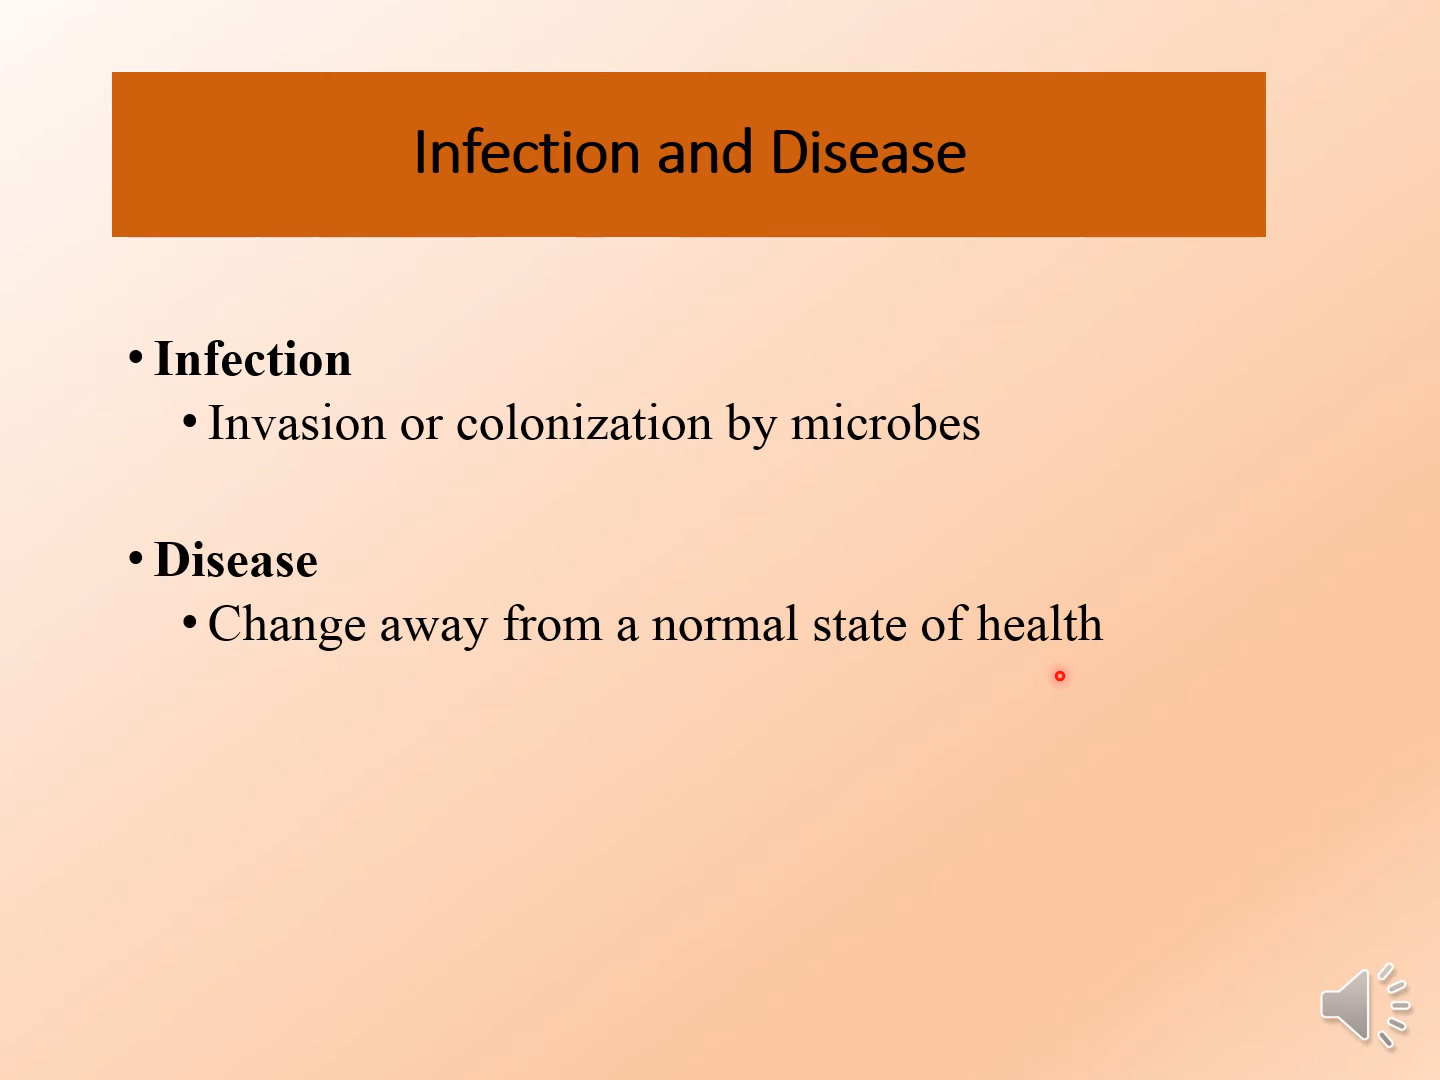 Infection and Disease
• Infection
• Invasion or colonization by microbes
• Disease
• Change away from a normal state of health